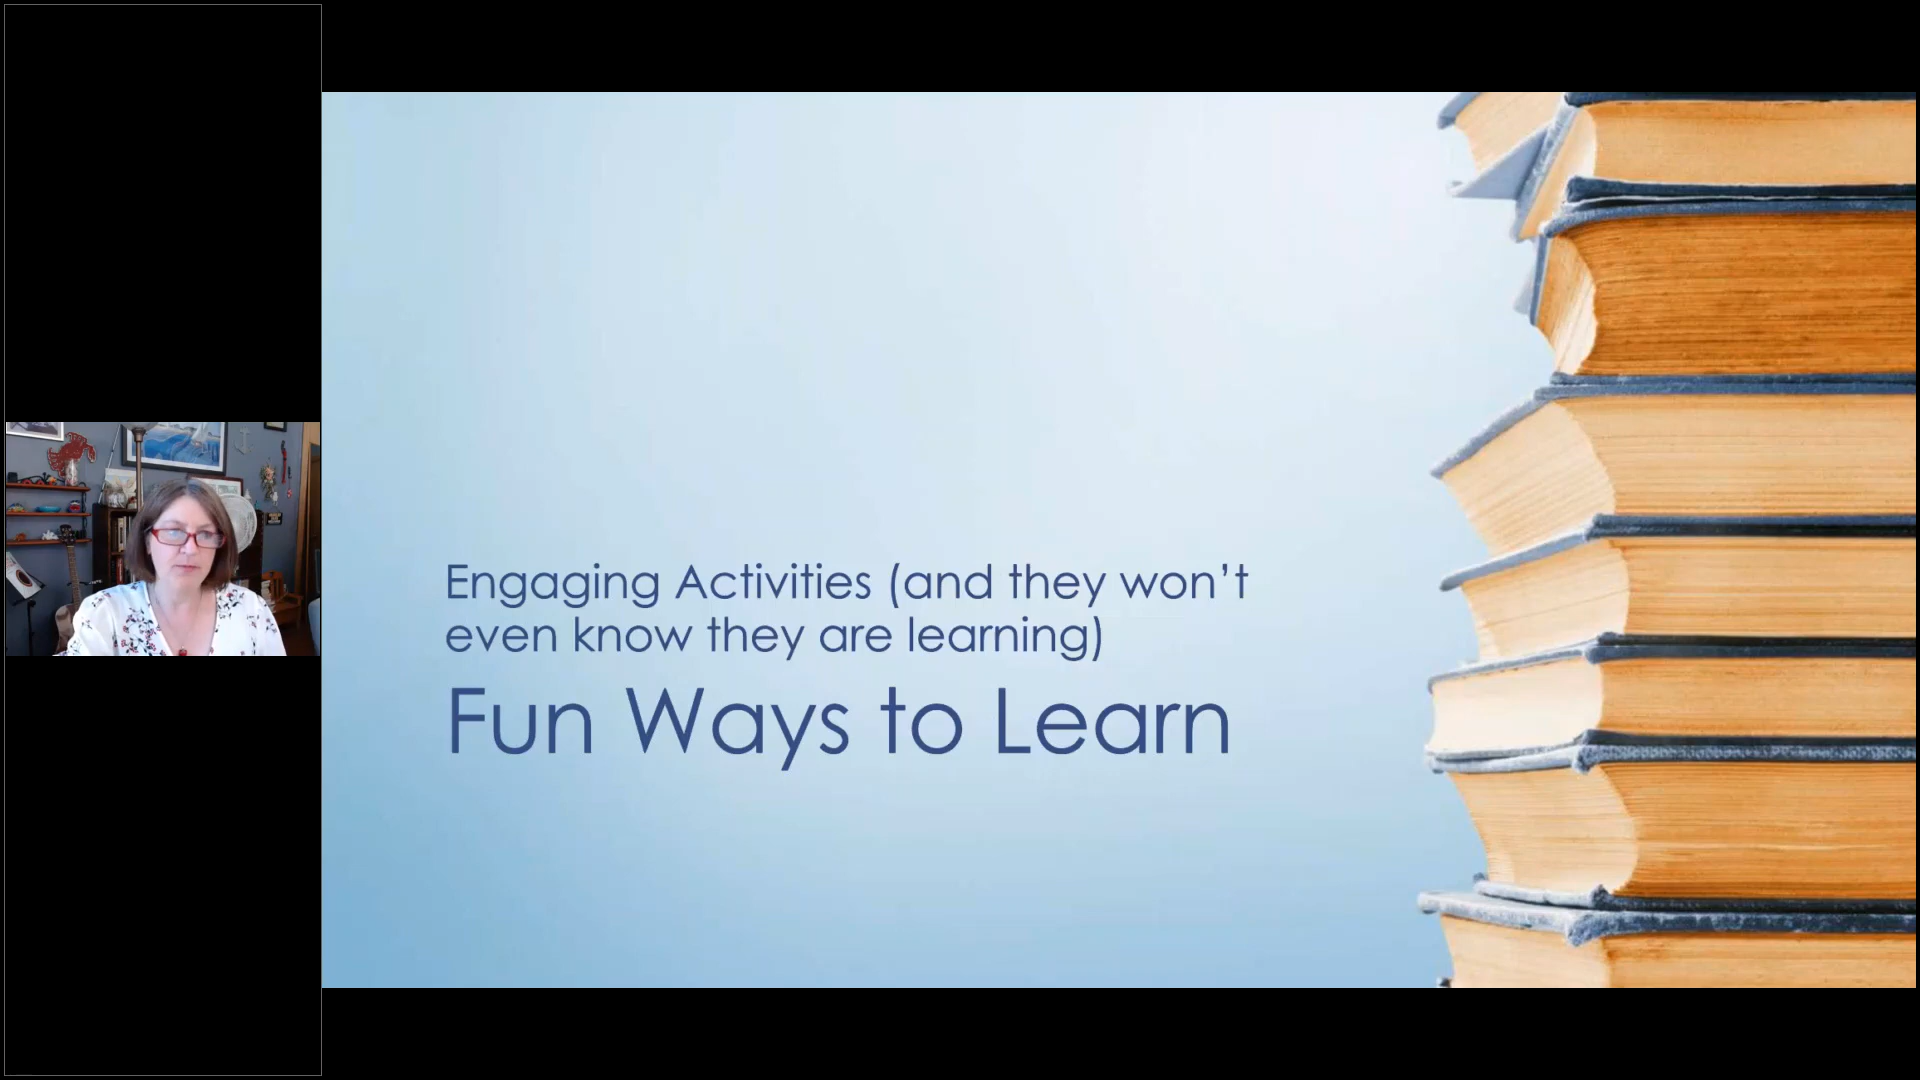 Engaging Activities (and they won’t
even know they are learning)
Fun Ways to Learn